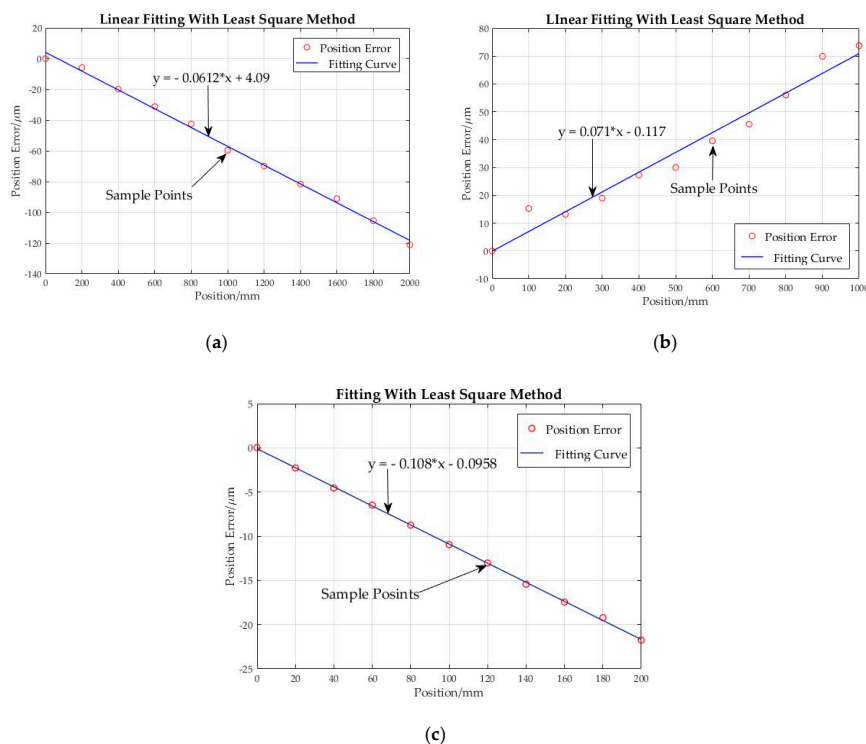 Linear Fitting With Least Square Method
Position Error
Fitting Curve
y = - 0.0612*x + 4.09
Sample Points
Position Error/μm
20
0
-20
-40
-60
-80
-100
-120
-140
0 200 400 600 800 1000 1200 1400 1600 1800 2000
Position/mm
(a)
LInear Fitting With Least Square Method
y = 0.071*x - 0.117
Sample Points
Position Error
Fitting Curve
Position Error/μm
80
70
60
50
40
30
20
10
0
-10
0 100 200 300 400 500 600 700 800 900 1000
Position/mm
(b)
Fitting With Least Square Method
Position Error
Fitting Curve
y = - 0.108*x - 0.0958
Sample Posints
Position Error/μm
5
0
-5
-10
-15
-20
-25
0 20 40 60 80 100 120 140 160 180 200
Position/mm
(c)